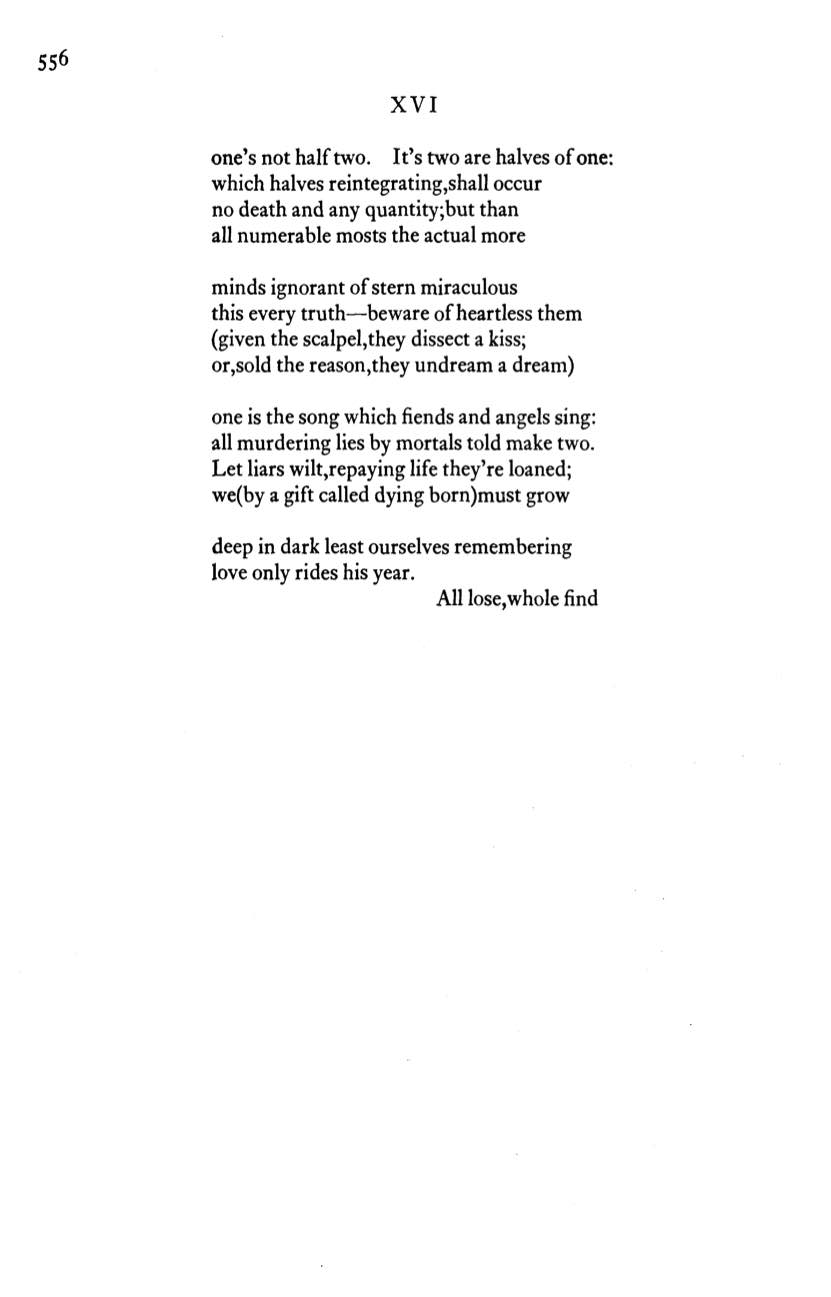 556
XVI
one's not half two.    It's two are halves of one:
which halves reintegrating,shall occur
no death and any quantity;but than
all numerable mosts the actual more
minds ignorant of stern miraculous
this every truth—beware of heartless them
(given the scalpel,they dissect a kiss;
or,sold the reason,they undream a dream)
one is the song which fiends and angels sing:
all murdering lies by mortals told make two.
Let liars wilt,repaying life they're loaned;
we(by a gift called dying born)must grow
deep in dark least ourselves remembering
love only rides his year.
All lose,whole find